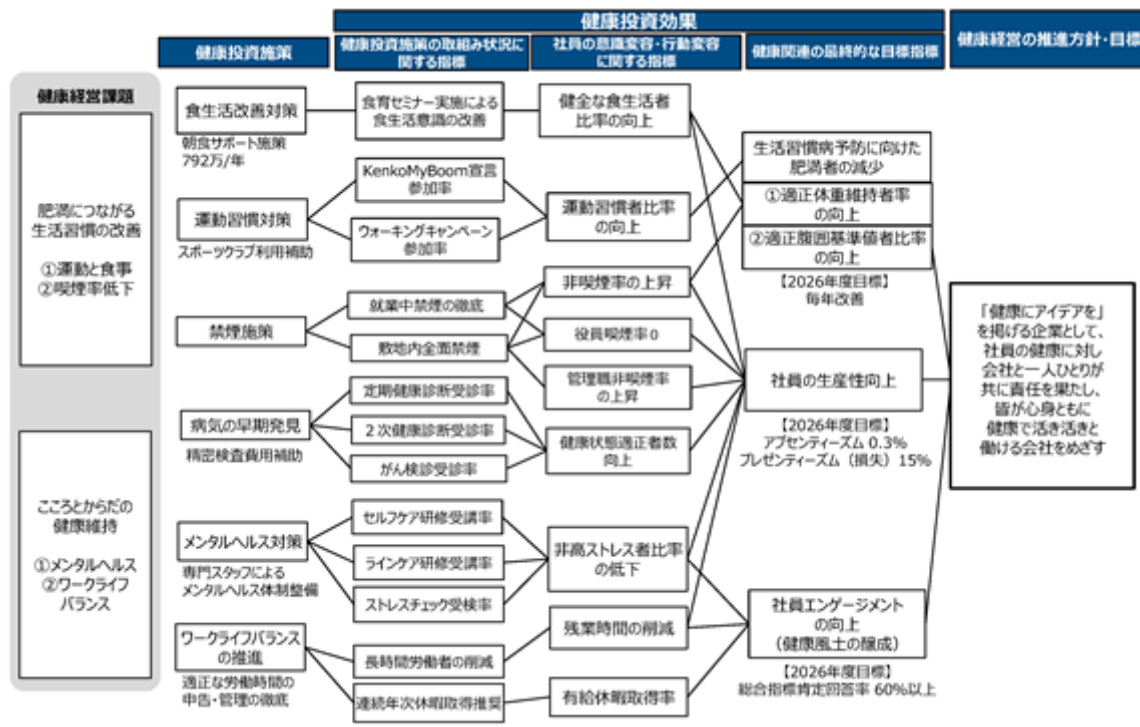 健康投資効果
健康投資施策
健康投資施策の取組み状況に
関する指標
社員の意識変容・行動変容
に関する指標
健康関連の最終的な目標指標
健康経営の推進方針・目標
健康経営課題
肥満につながる
生活習慣の改善
①運動と食事
②喫煙率低下
こころとからだの
健康維持
①メンタルヘルス
②ワークライフ
バランス
食生活改善対策
朝食サポート施策
792万/年
運動習慣対策
スポーツクラブ利用補助
禁煙施策
病気の早期発見
精密検査費用補助
メンタルヘルス対策
専門スタッフによる
メンタルヘルス体制整備
ワークライフバランス
の推進
適正な労働時間の
申告・管理の徹底
食育セミナー実施による
食生活意識の改善
KenkoMyBoom宣言
参加率
ウォーキングキャンペーン
参加率
就業中禁煙の徹底
敷地内全面禁煙
定期健康診断受診率
2次健康診断受診率
がん検診受診率
セルフケア研修受講率
ラインケア研修受講率
ストレスチェック受検率
長時間労働者の削減
連続年次休暇取得推奨
健全な食生活者
比率の向上
運動習慣者比率
の向上
非喫煙率の上昇
役員喫煙率0
管理職非喫煙率
の上昇
健康状態適正者数
向上
非高ストレス者比率
の低下
残業時間の削減
有給休暇取得率
生活習慣病予防に向けた
肥満者の減少
①適正体重維持者率
の向上
②適正腹囲基準値者比率
の向上
【2026年度目標】
毎年改善
社員の生産性向上
【2026年度目標】
アブセンティーズム 0.3%
プレゼンティーズム（損失）15%
社員エンゲージメント
の向上
（健康風土の醸成）
【2026年度目標】
総合指標肯定回答率 60%以上
「健康にアイデアを」
を掲げる企業として、
社員の健康に対し
会社と一人ひとりが
共に責任を果たし、
皆が心身ともに
健康で活き活きと
働ける会社をめざす